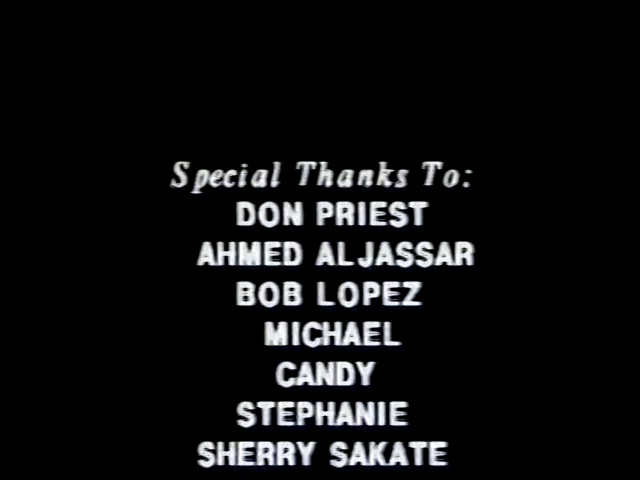 Special Thanks To:
DON PRIEST
AHMED ALJASSAR
BOB LOPEZ
MICHAEL
CANDY
STEPHANIE
SHERRY SAKATE